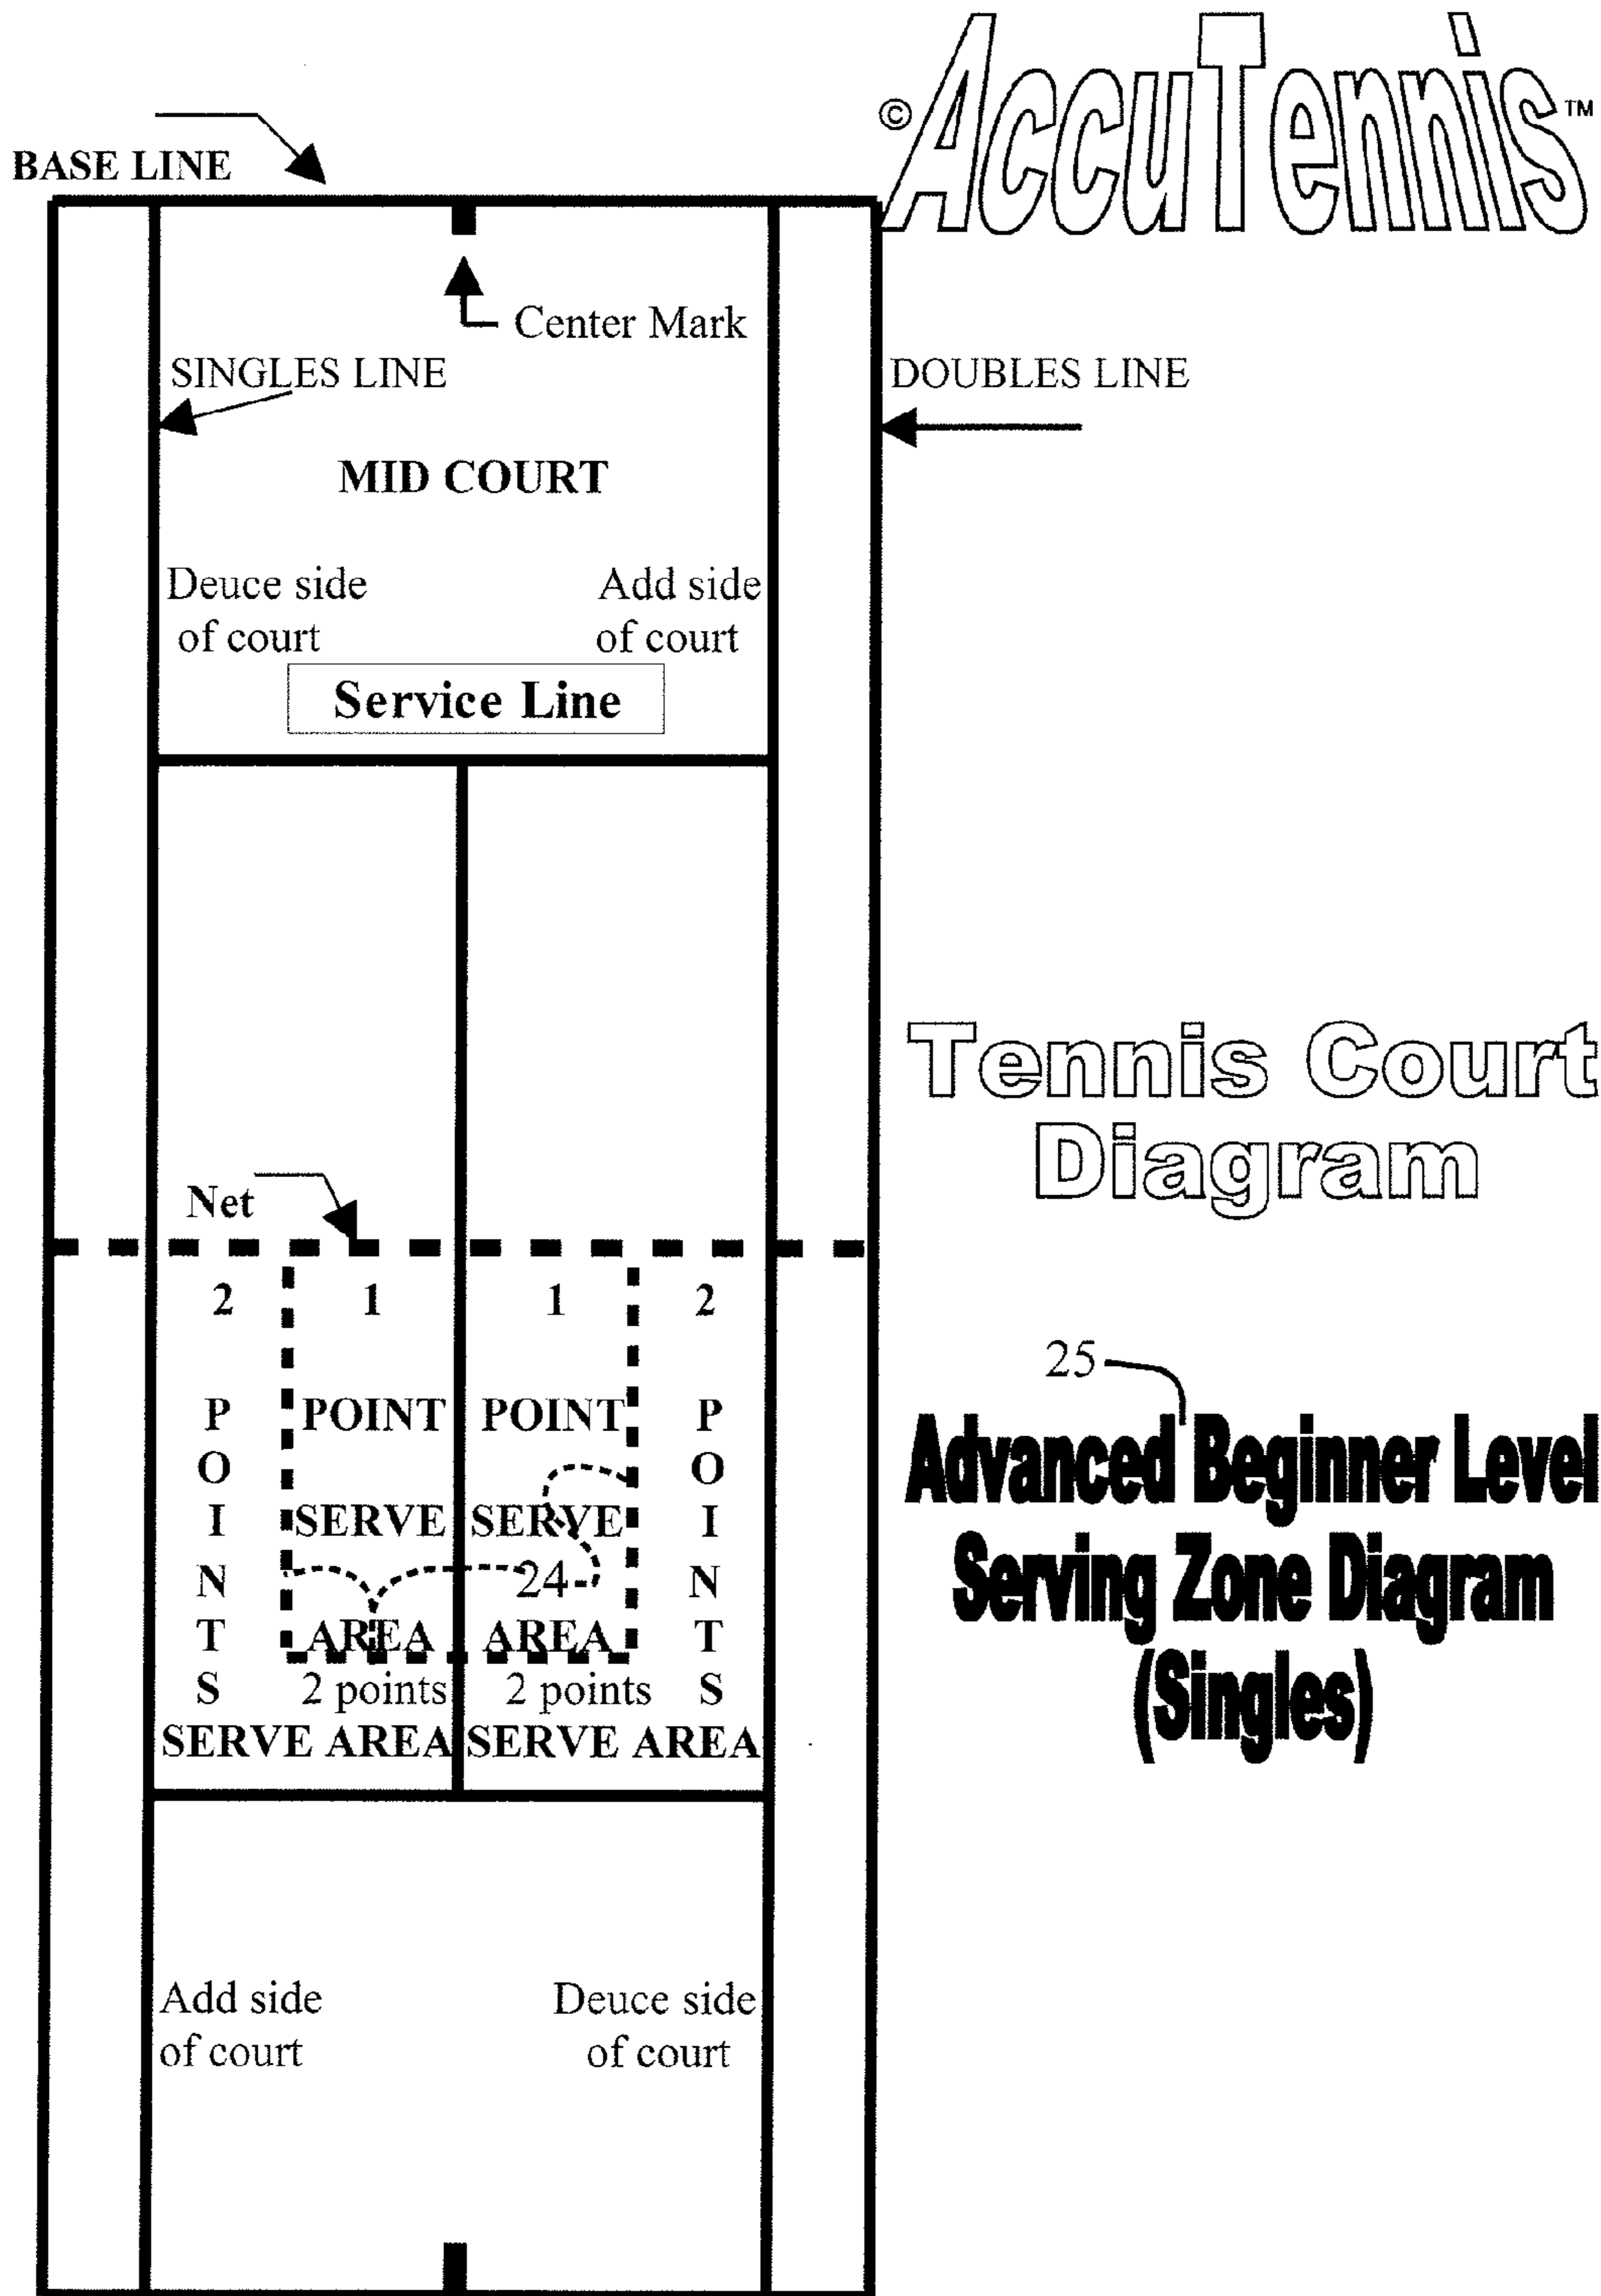 ©AccuTennis™
BASE LINE
Center Mark
SINGLES LINE
DOUBLES LINE
MID COURT
Deuce side
of court
Add side
of court
Service Line
Tennis Court
Diagram
Net
2 1 1 2
25
POINTS
POINT
SERVE
AREA
2 points
SERVE AREA
POINT
SERVE
24
AREA
2 points
SERVE AREA
POINTS
Advanced Beginner Level
Serving Zone Diagram
(Singles)
Add side
of court
Deuce side
of court